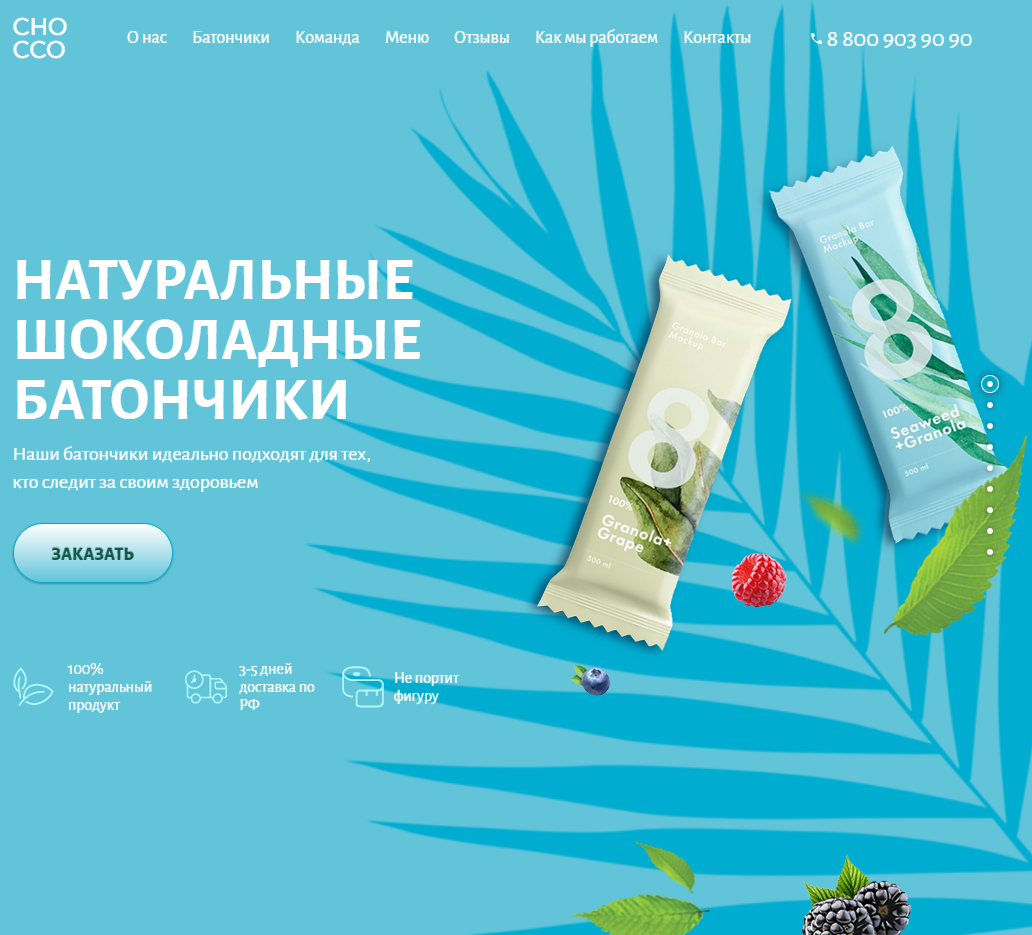 CHO
CCO
О нас Батончики Команда Меню Отзывы Как мы работаем Контакты 8 800 903 90 90
НАТУРАЛЬНЫЕ
ШОКОЛАДНЫЕ
БАТОНЧИКИ
Наши батончики идеально подходят для тех,
кто следит за своим здоровьем
ЗАКАЗАТЬ
100%
натуральный
продукт
3-5 дней
доставка по
РФ
Не портит
фигуру
Granola Bar
Mockup
8
100%
Granola+
Grape
500 ml
Granola Bar
Mockup
8
100%
Seaweed
+Granola
500 ml